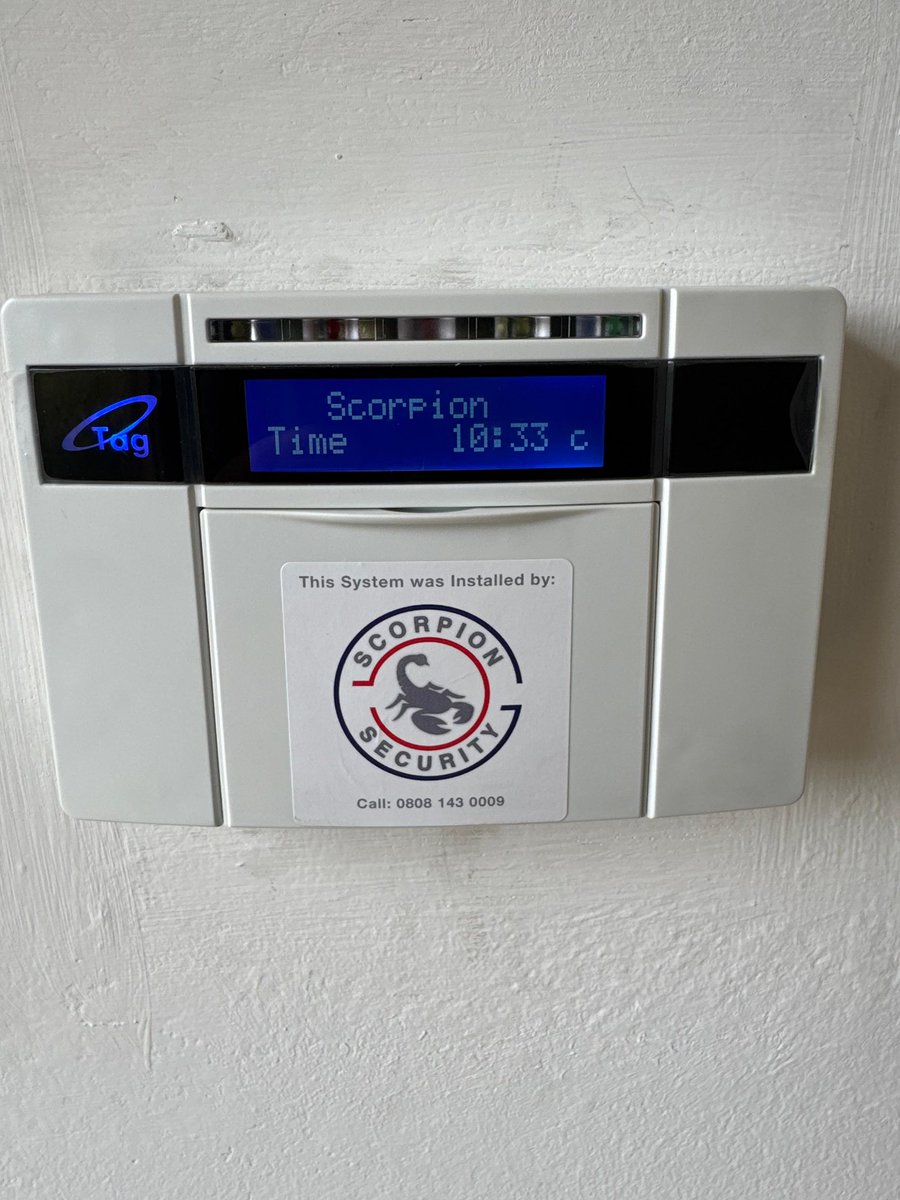 Scorpion
Time 10:33 c
Tag
This System was Installed by:
SCORPION
SECURITY
Call: 0808 143 0009